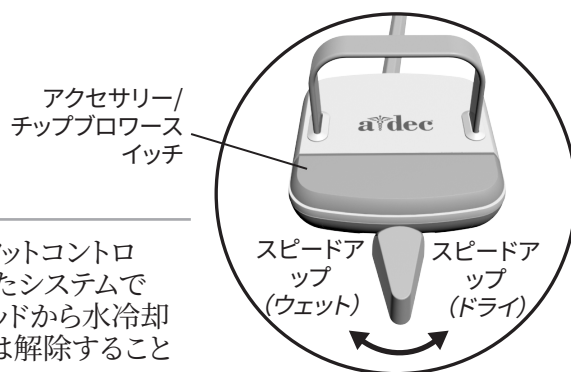 アクセサリー/
チップブロワース
イッチ
a dec
スピードア
ップ
(ウェット)
スピードア
ップ
(ドライ)
ットコントロ
たシステムで
ッドから水冷却
は解除すること